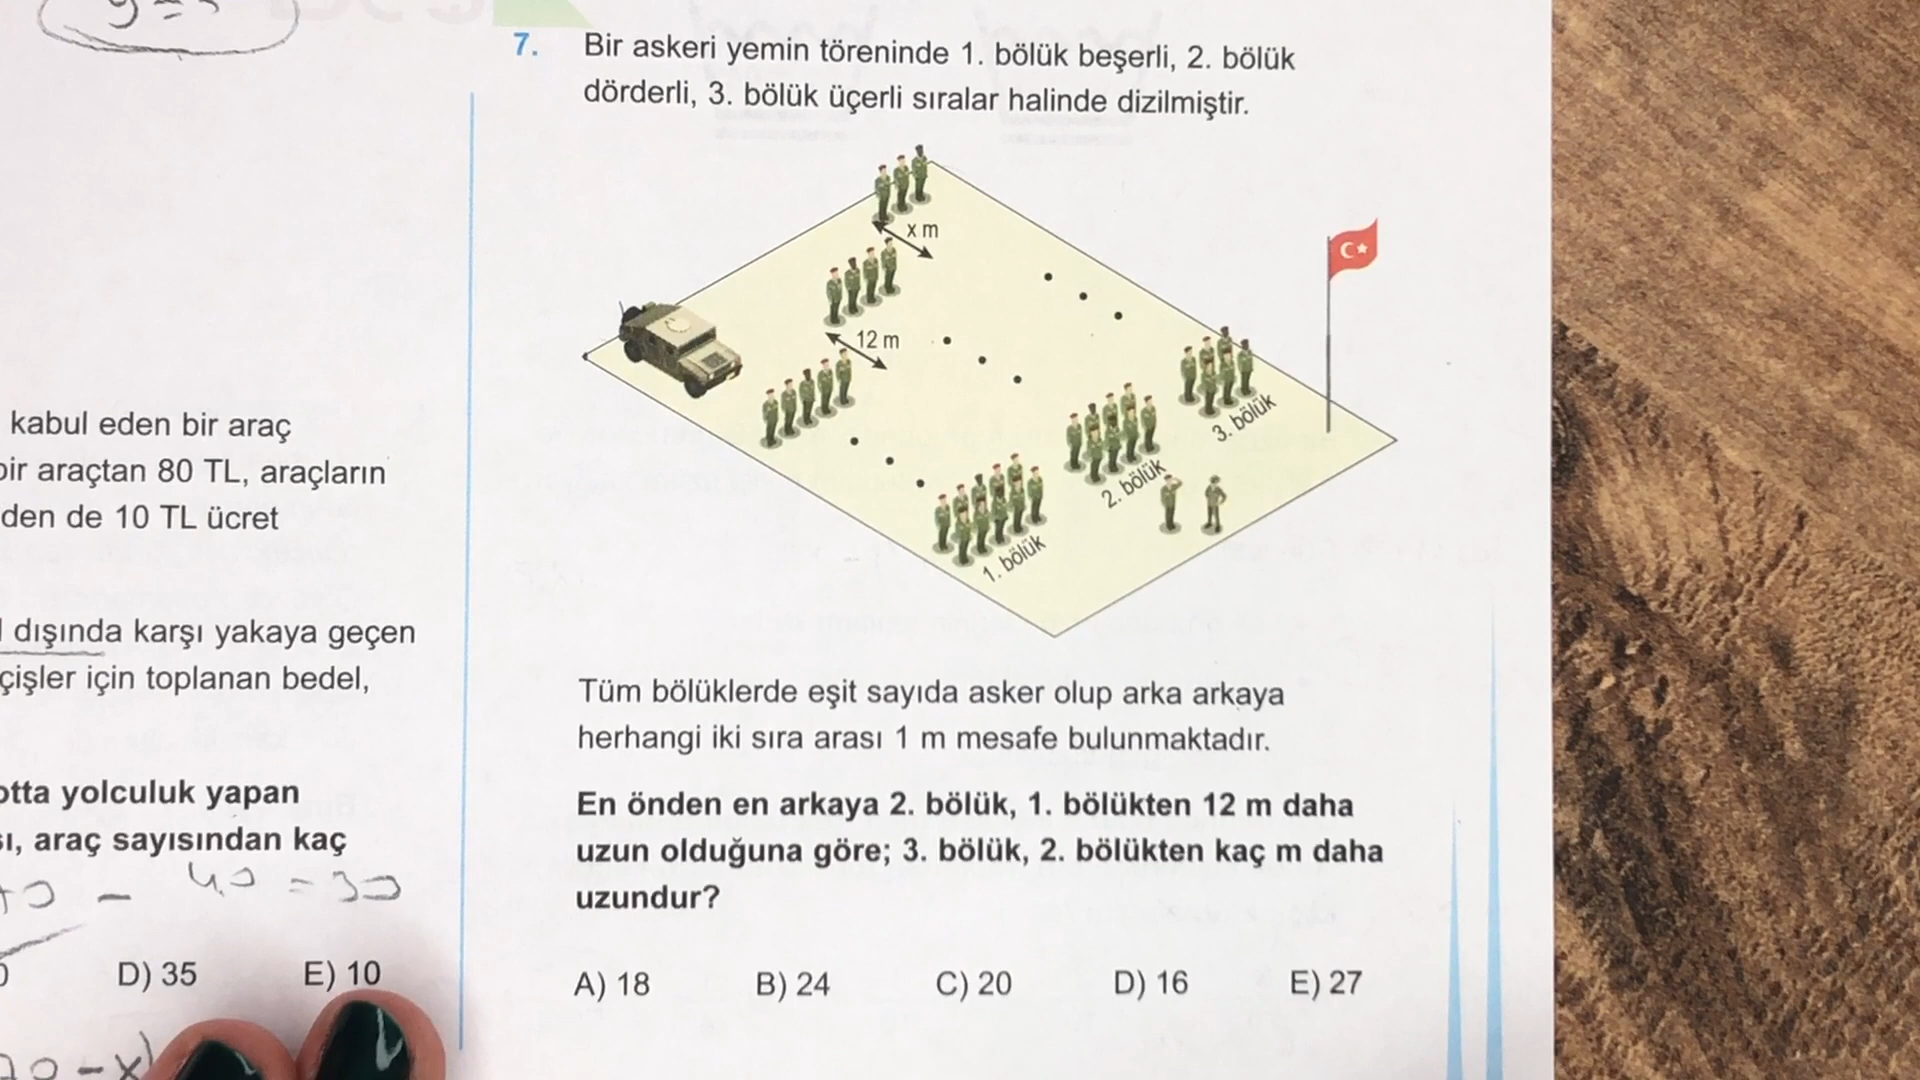 kabul eden bir araç
bir araçtan 80 TL, araçların
den de 10 TL ücret
dışında karşı yakaya geçen
çişler için toplanan bedel,
otta yolculuk yapan
sı, araç sayısından kaç
- 40 = 30
D) 35 E) 10
20 - x)
7. Bir askeri yemin töreninde 1. bölük beşerli, 2. bölük
dörderli, 3. bölük üçerli sıralar halinde dizilmiştir.
x m
12 m
3. bölük
2. bölük
1. bölük
Tüm bölüklerde eşit sayıda asker olup arka arkaya
herhangi iki sıra arası 1 m mesafe bulunmaktadır.
En önden en arkaya 2. bölük, 1. bölükten 12 m daha
uzun olduğuna göre; 3. bölük, 2. bölükten kaç m daha
uzundur?
A) 18 B) 24 C) 20 D) 16 E) 27